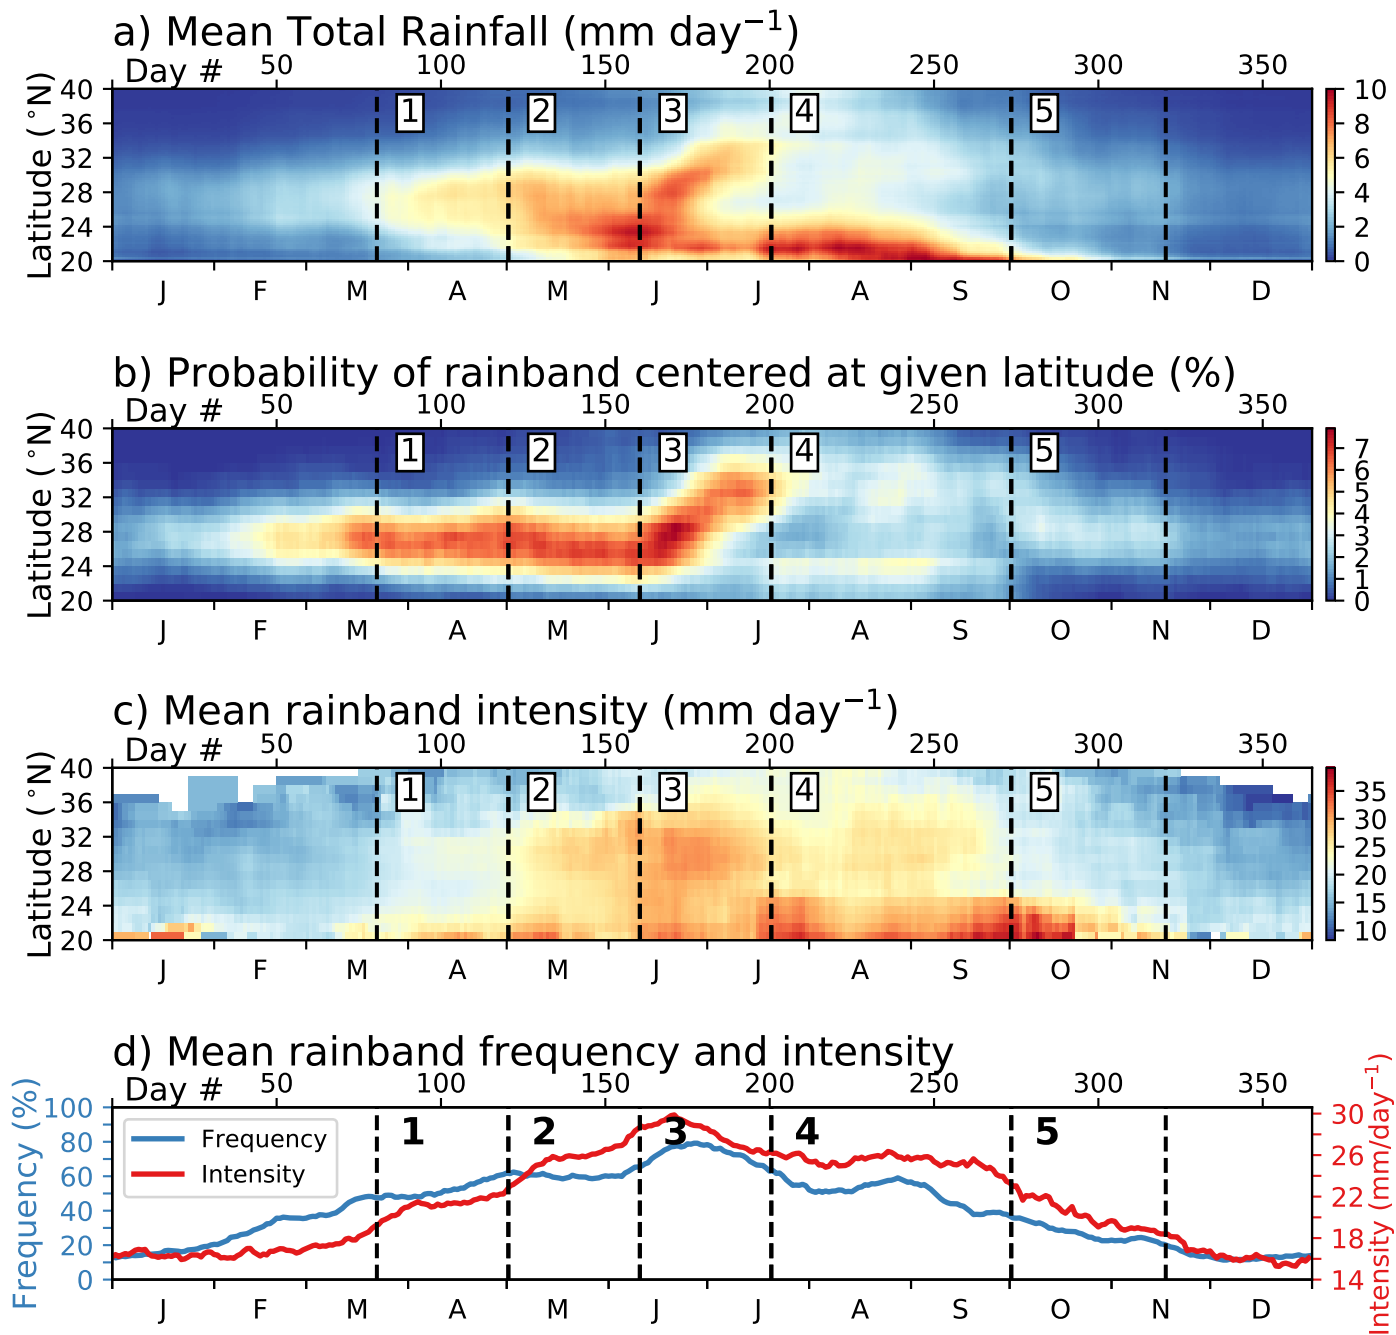 a) Mean Total Rainfall (mm day⁻¹)
Day # 50 100 150 200 250 300 350
Latitude (°N)
40 36 32 28 24 20
1 2 3 4 5
10 8 6 4 2 0
J F M A M J J A S O N D
b) Probability of rainband centered at given latitude (%)
Day # 50 100 150 200 250 300 350
Latitude (°N)
40 36 32 28 24 20
1 2 3 4 5
7 6 5 4 3 2 1 0
J F M A M J J A S O N D
c) Mean rainband intensity (mm day⁻¹)
Day # 50 100 150 200 250 300 350
Latitude (°N)
40 36 32 28 24 20
1 2 3 4 5
35 30 25 20 15 10
J F M A M J J A S O N D
d) Mean rainband frequency and intensity
Day # 50 100 150 200 250 300 350
Frequency (%)
100 80 60 40 20 0
Frequency
Intensity
1 2 3 4 5
30 26 22 18 14
Intensity (mm/day⁻¹)
J F M A M J J A S O N D